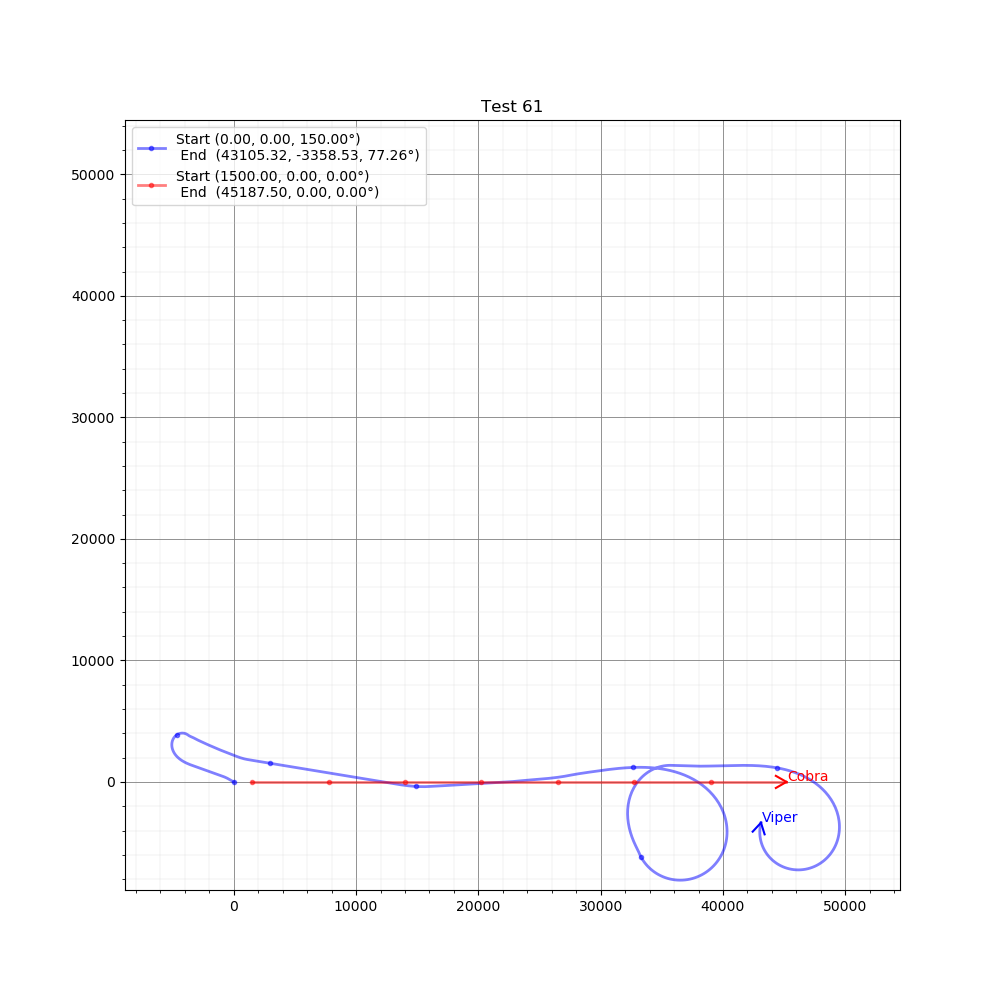 Test 61
Start (0.00, 0.00, 150.00°)
End (43105.32, -3358.53, 77.26°)
Start (1500.00, 0.00, 0.00°)
End (45187.50, 0.00, 0.00°)
50000
40000
30000
20000
10000
0
Cobra
Viper
0
10000
20000
30000
40000
50000